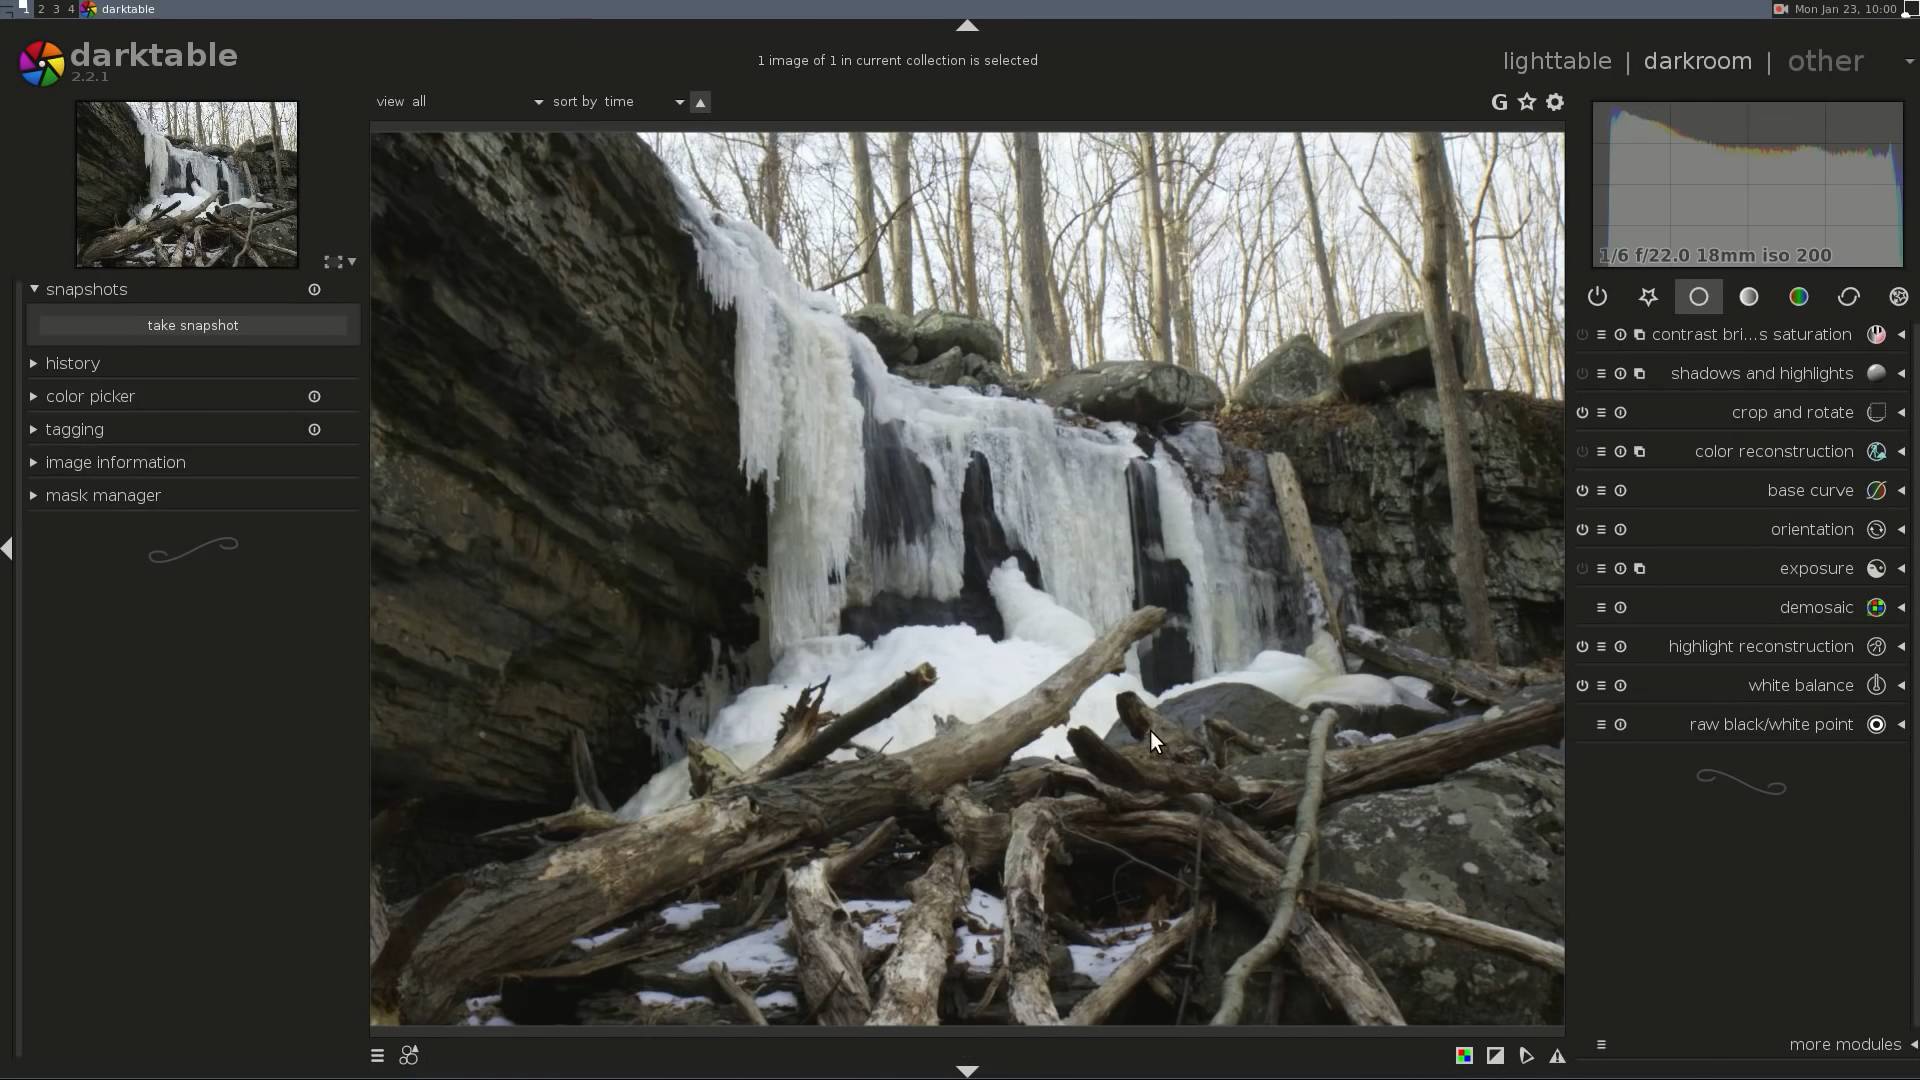 1 2 3 4 darktable
Mon Jan 23, 10:00
darktable
2.2.1
1 image of 1 in current collection is selected
lighttable | darkroom | other
view all
sort by time
G
1/6 f/22.0 18mm iso 200
snapshots
take snapshot
history
color picker
tagging
image information
mask manager
contrast bri...s saturation
shadows and highlights
crop and rotate
color reconstruction
base curve
orientation
exposure
demosaic
highlight reconstruction
white balance
raw black/white point
more modules